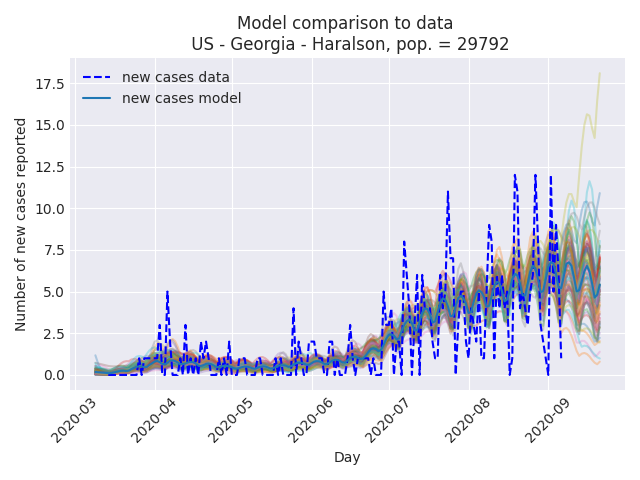 Model comparison to data
US - Georgia - Haralson, pop. = 29792
new cases data
new cases model
Number of new cases reported
17.5
15.0
12.5
10.0
7.5
5.0
2.5
0.0
2020-03
2020-04
2020-05
2020-06
2020-07
2020-08
2020-09
Day